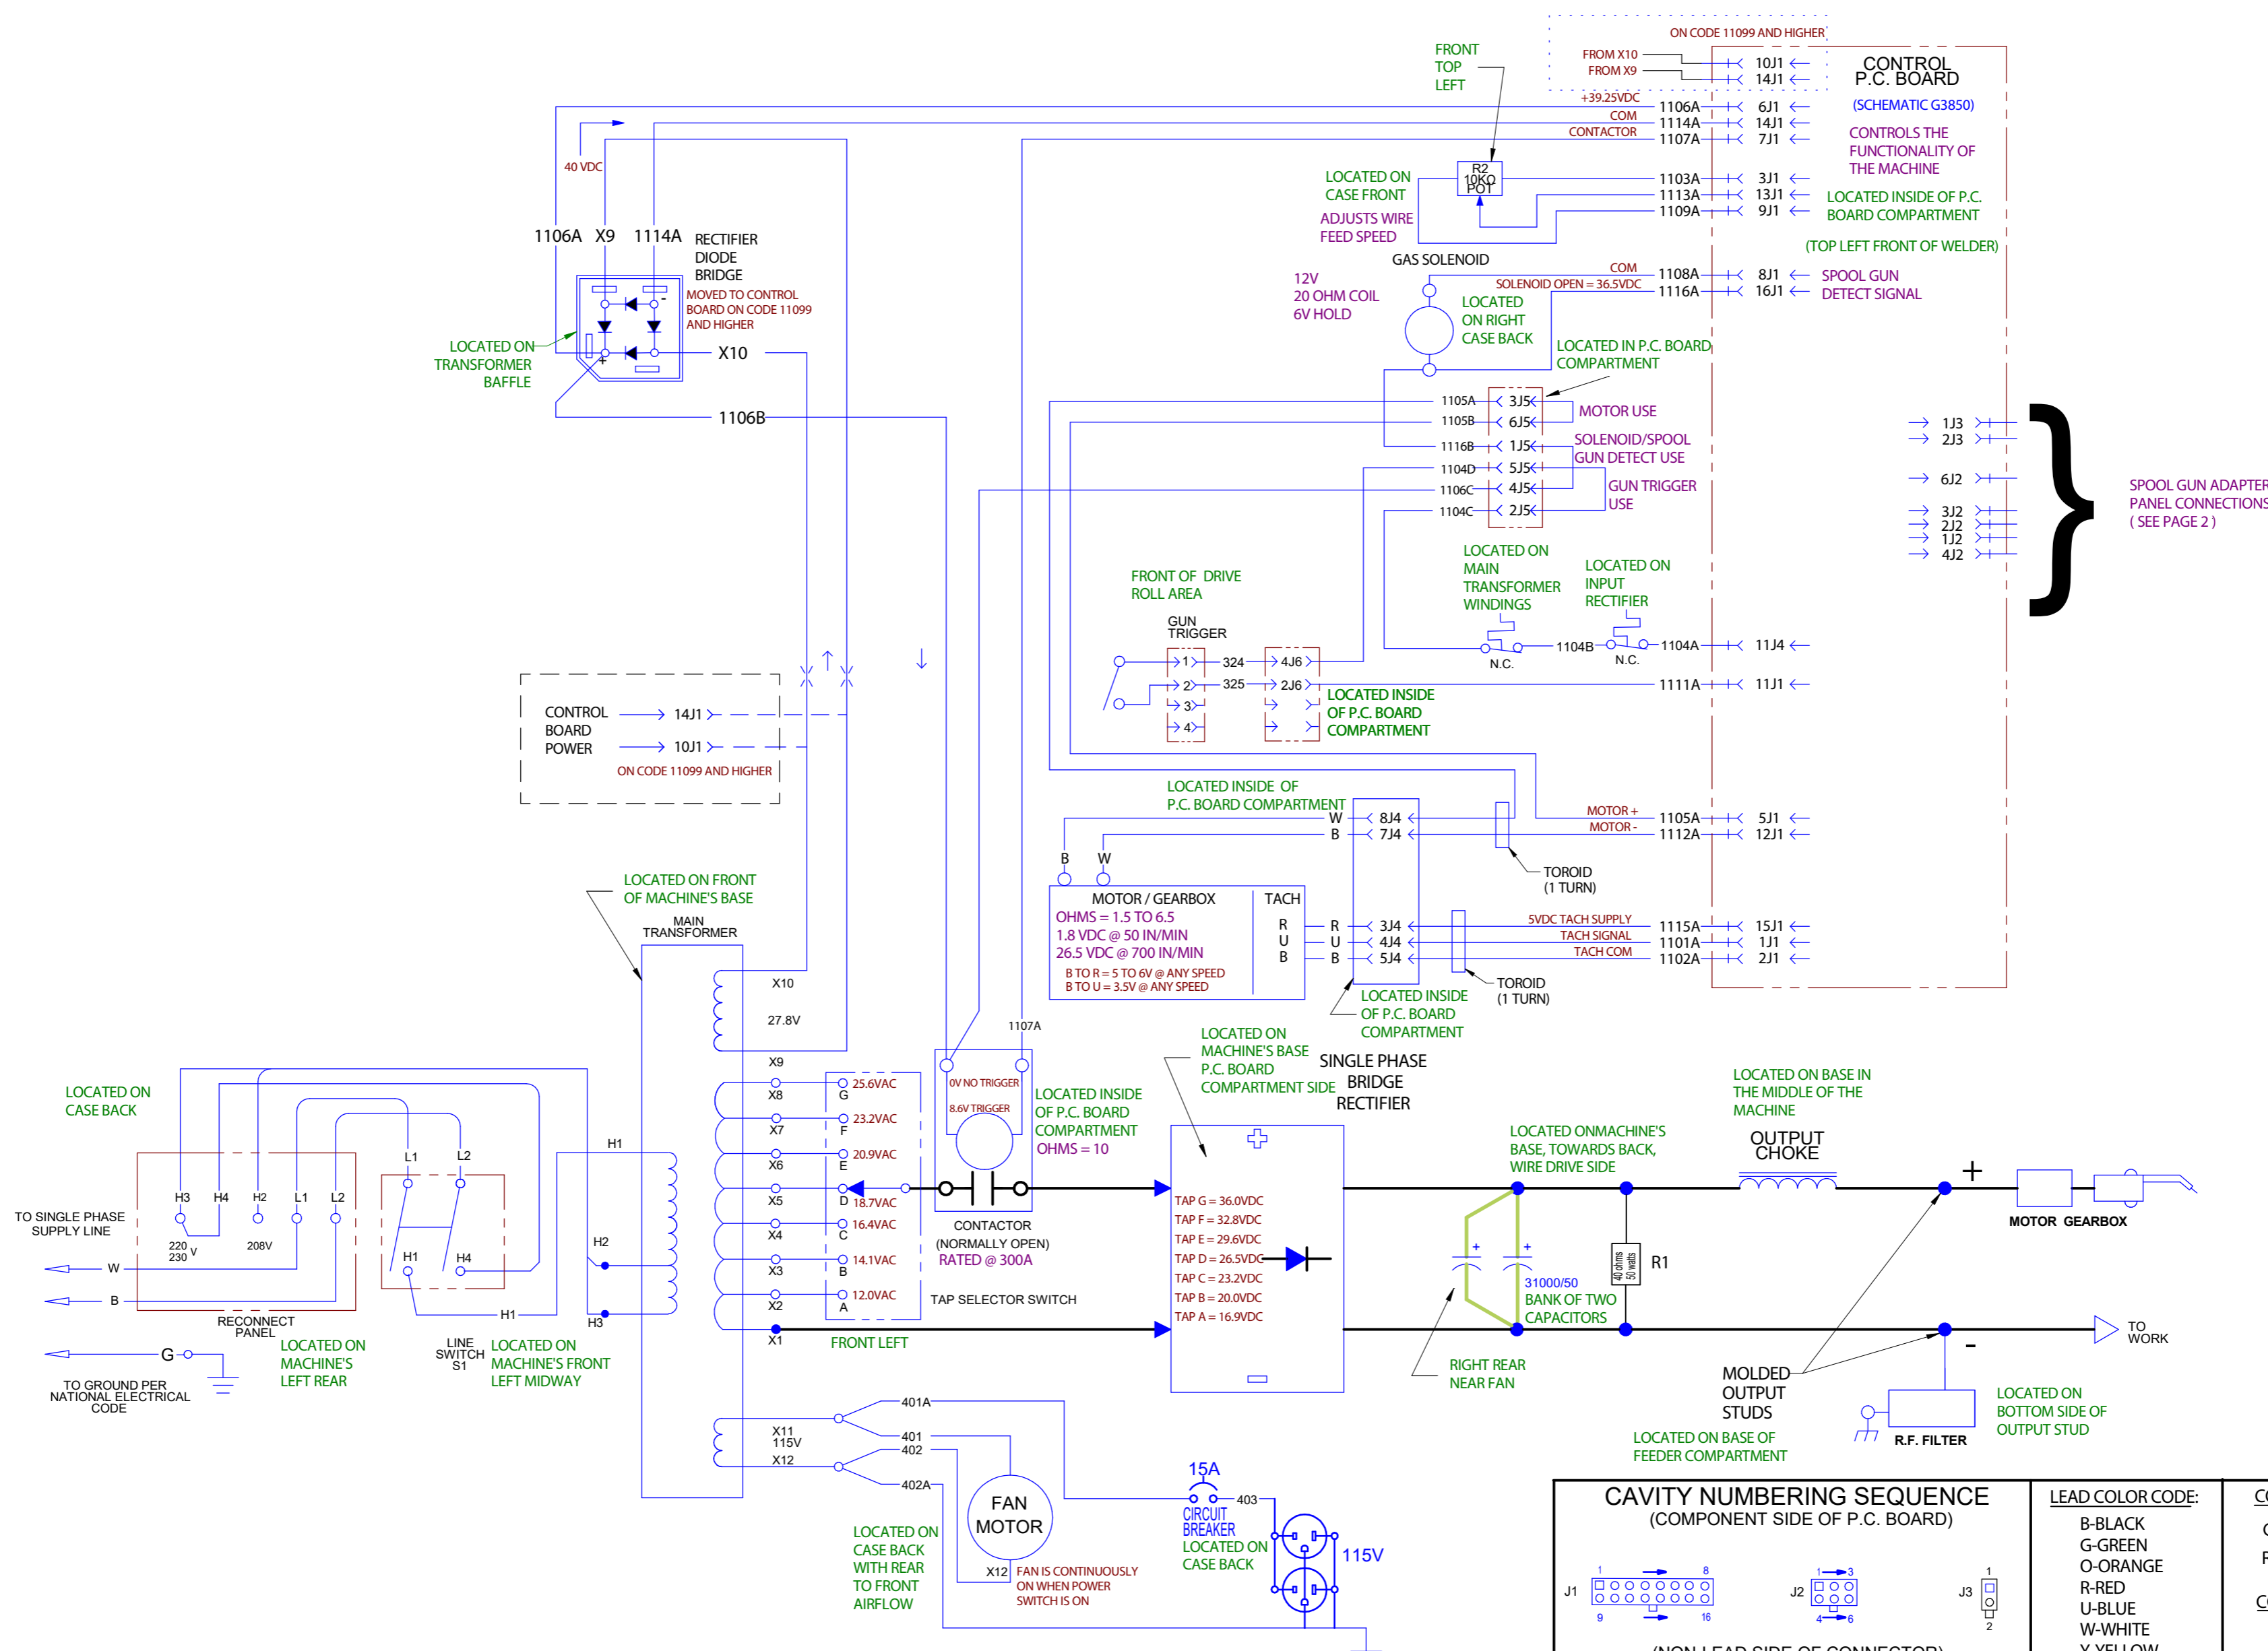 ON CODE 11099 AND HIGHER
FROM X10
10J1
FROM X9
14J1
CONTROL
P.C. BOARD
(SCHEMATIC G3850)
CONTROLS THE
FUNCTIONALITY OF
THE MACHINE
LOCATED INSIDE OF P.C.
BOARD COMPARTMENT
(TOP LEFT FRONT OF WELDER)
FRONT
TOP
LEFT
+39.25VDC
1106A
6J1
COM
1114A
14J1
CONTACTOR
1107A
7J1
40 VDC
R2
10KΩ
POT
LOCATED ON
CASE FRONT
ADJUSTS WIRE
FEED SPEED
1103A
3J1
1113A
13J1
1109A
9J1
1106A X9 1114A
RECTIFIER
DIODE
BRIDGE
MOVED TO CONTROL
BOARD ON CODE 11099
AND HIGHER
-
+
LOCATED ON
TRANSFORMER
BAFFLE
X10
1106B
GAS SOLENOID
12V
20 OHM COIL
6V HOLD
LOCATED
ON RIGHT
CASE BACK
COM
1108A
8J1
SOLENOID OPEN = 36.5VDC
1116A
16J1
SPOOL GUN
DETECT SIGNAL
LOCATED IN P.C. BOARD
COMPARTMENT
1105A
3J5
1105B
6J5
MOTOR USE
1116B
1J5
SOLENOID/SPOOL
GUN DETECT USE
1104D
5J5
1106C
4J5
GUN TRIGGER
USE
1104C
2J5
1J3
2J3
6J2
3J2
2J2
1J2
4J2
SPOOL GUN ADAPTER
PANEL CONNECTIONS
( SEE PAGE 2 )
LOCATED ON
MAIN
TRANSFORMER
WINDINGS
LOCATED ON
INPUT
RECTIFIER
N.C.
1104B
N.C.
1104A
11J4
FRONT OF DRIVE
ROLL AREA
GUN
TRIGGER
1
324
4J6
2
325
2J6
3
4
1111A
11J1
LOCATED INSIDE
OF P.C. BOARD
COMPARTMENT
CONTROL
BOARD
POWER
14J1
10J1
ON CODE 11099 AND HIGHER
LOCATED INSIDE OF
P.C. BOARD COMPARTMENT
W
8J4
B
7J4
MOTOR +
1105A
5J1
MOTOR -
1112A
12J1
TOROID
(1 TURN)
B W
MOTOR / GEARBOX
OHMS = 1.5 TO 6.5
1.8 VDC @ 50 IN/MIN
26.5 VDC @ 700 IN/MIN
B TO R = 5 TO 6V @ ANY SPEED
B TO U = 3.5V @ ANY SPEED
TACH
R
R
3J4
U
U
4J4
B
B
5J4
5VDC TACH SUPPLY
1115A
15J1
TACH SIGNAL
1101A
1J1
TACH COM
1102A
2J1
TOROID
(1 TURN)
LOCATED INSIDE
OF P.C. BOARD
COMPARTMENT
LOCATED ON FRONT
OF MACHINE'S BASE
MAIN
TRANSFORMER
X10
27.8V
X9
X8
X7
X6
X5
X4
X3
X2
X1
25.6VAC
G
23.2VAC
F
20.9VAC
E
18.7VAC
D
16.4VAC
C
14.1VAC
B
12.0VAC
A
TAP SELECTOR SWITCH
FRONT LEFT
1107A
0V NO TRIGGER
8.6V TRIGGER
LOCATED INSIDE
OF P.C. BOARD
COMPARTMENT
OHMS = 10
CONTACTOR
(NORMALLY OPEN)
RATED @ 300A
LOCATED ON
MACHINE'S BASE
P.C. BOARD
COMPARTMENT SIDE
SINGLE PHASE
BRIDGE
RECTIFIER
TAP G = 36.0VDC
TAP F = 32.8VDC
TAP E = 29.6VDC
TAP D = 26.5VDC
TAP C = 23.2VDC
TAP B = 20.0VDC
TAP A = 16.9VDC
LOCATED ONMACHINE'S
BASE, TOWARDS BACK,
WIRE DRIVE SIDE
+
+
31000/50
BANK OF TWO
CAPACITORS
RIGHT REAR
NEAR FAN
40 ohms
50 watts
R1
LOCATED ON BASE IN
THE MIDDLE OF THE
MACHINE
OUTPUT
CHOKE
+
MOTOR GEARBOX
TO
WORK
-
MOLDED
OUTPUT
STUDS
LOCATED ON BASE OF
FEEDER COMPARTMENT
R.F. FILTER
LOCATED ON
BOTTOM SIDE OF
OUTPUT STUD
LOCATED ON
CASE BACK
H3 H4 H2 L1 L2
220
230 V
208V
TO SINGLE PHASE
SUPPLY LINE
W
B
RECONNECT
PANEL
LOCATED ON
MACHINE'S
LEFT REAR
G
TO GROUND PER
NATIONAL ELECTRICAL
CODE
L1 L2
H1 H4
H1
LINE
SWITCH
S1
LOCATED ON
MACHINE'S FRONT
LEFT MIDWAY
H1
H2
H3
X11
115V
X12
401A
401
402
402A
FAN
MOTOR
X12
LOCATED ON
CASE BACK
WITH REAR
TO FRONT
AIRFLOW
FAN IS CONTINUOUSLY
ON WHEN POWER
SWITCH IS ON
15A
403
CIRCUIT
BREAKER
LOCATED ON
CASE BACK
115V
CAVITY NUMBERING SEQUENCE
(COMPONENT SIDE OF P.C. BOARD)
J1
1 8
9 16
J2
1 3
4 6
J3
1
2
(NON-LEAD SIDE OF CONNECTOR)
LEAD COLOR CODE:
B-BLACK
G-GREEN
O-ORANGE
R-RED
U-BLUE
W-WHITE
Y-YELLOW